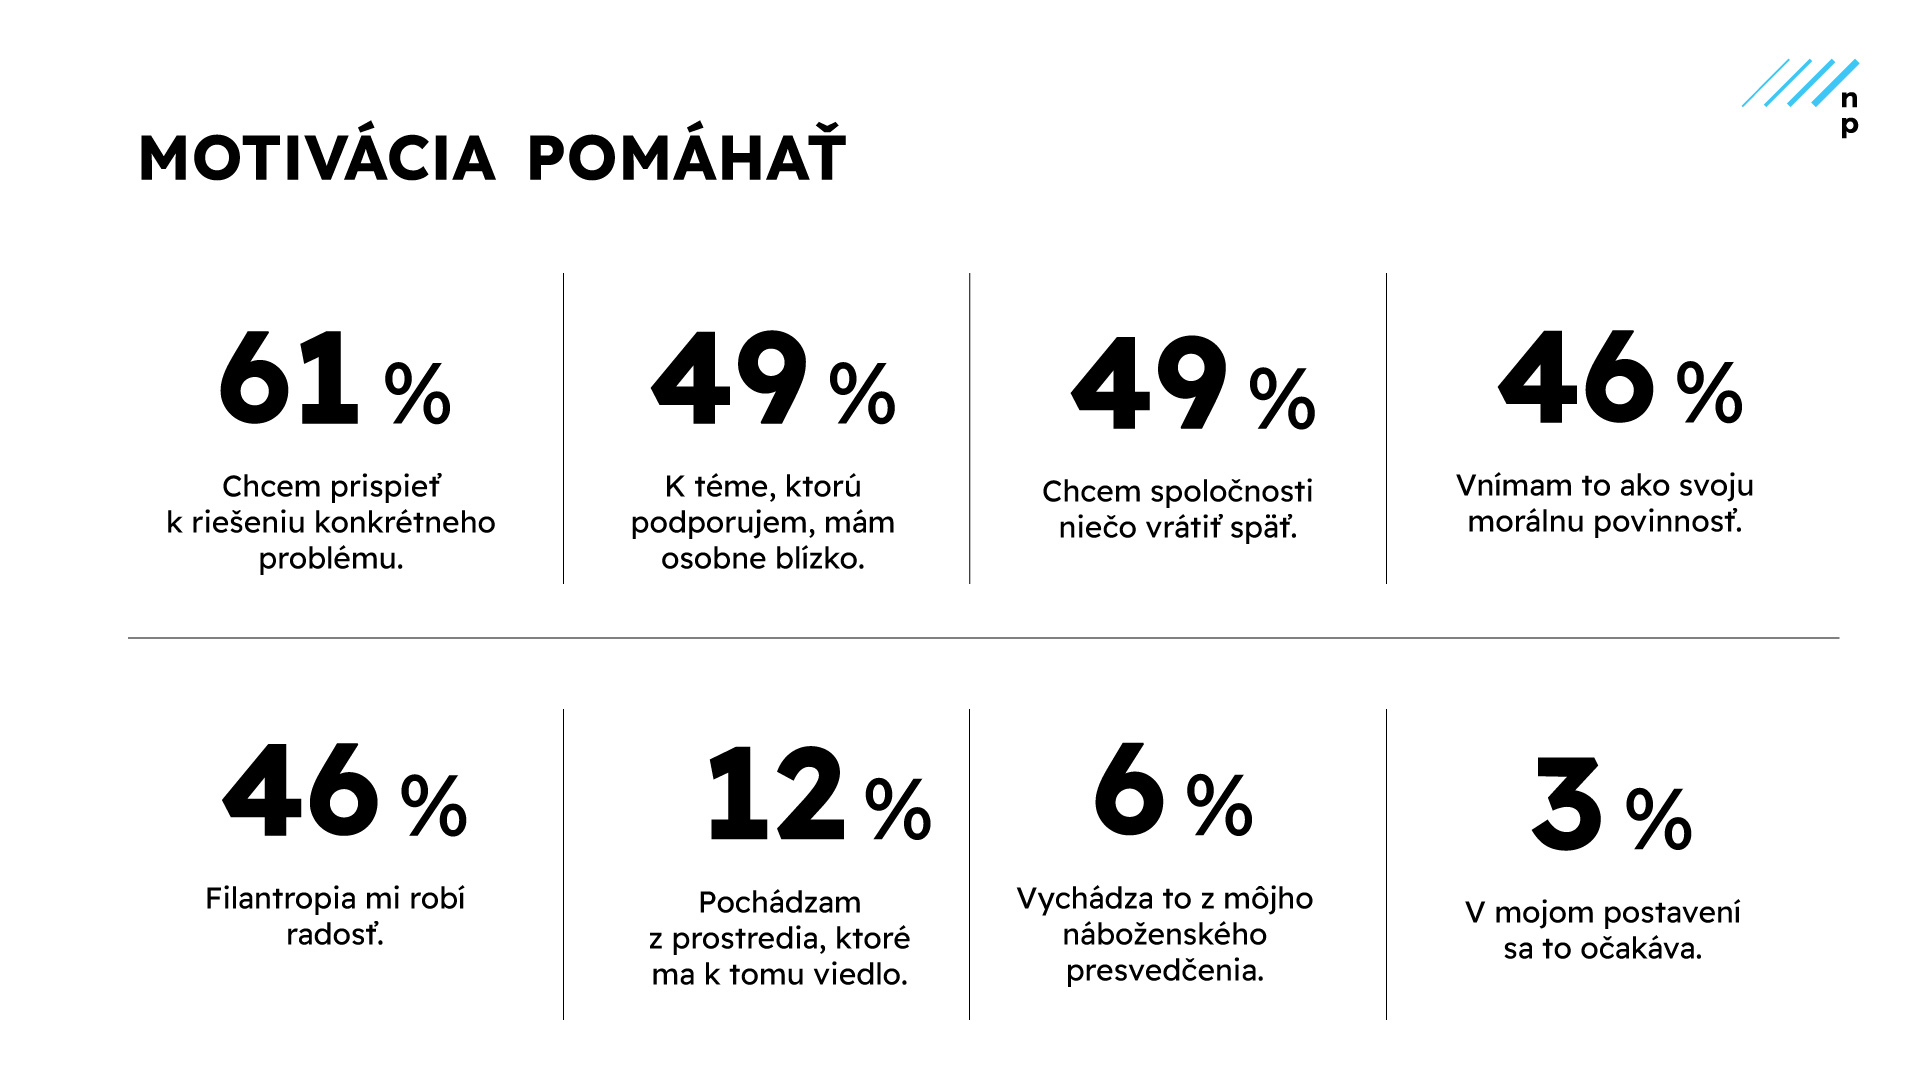 n
p
MOTIVÁCIA POMÁHAŤ
61 %
Chcem prispieť
k riešeniu konkrétneho
problému.
49 %
K téme, ktorú
podporujem, mám
osobne blízko.
49 %
Chcem spoločnosti
niečo vrátiť späť.
46 %
Vnímam to ako svoju
morálnu povinnosť.
46 %
Filantropia mi robí
radosť.
12 %
Pochádzam
z prostredia, ktoré
ma k tomu viedlo.
6 %
Vychádza to z môjho
náboženského
presvedčenia.
3 %
V mojom postavení
sa to očakáva.